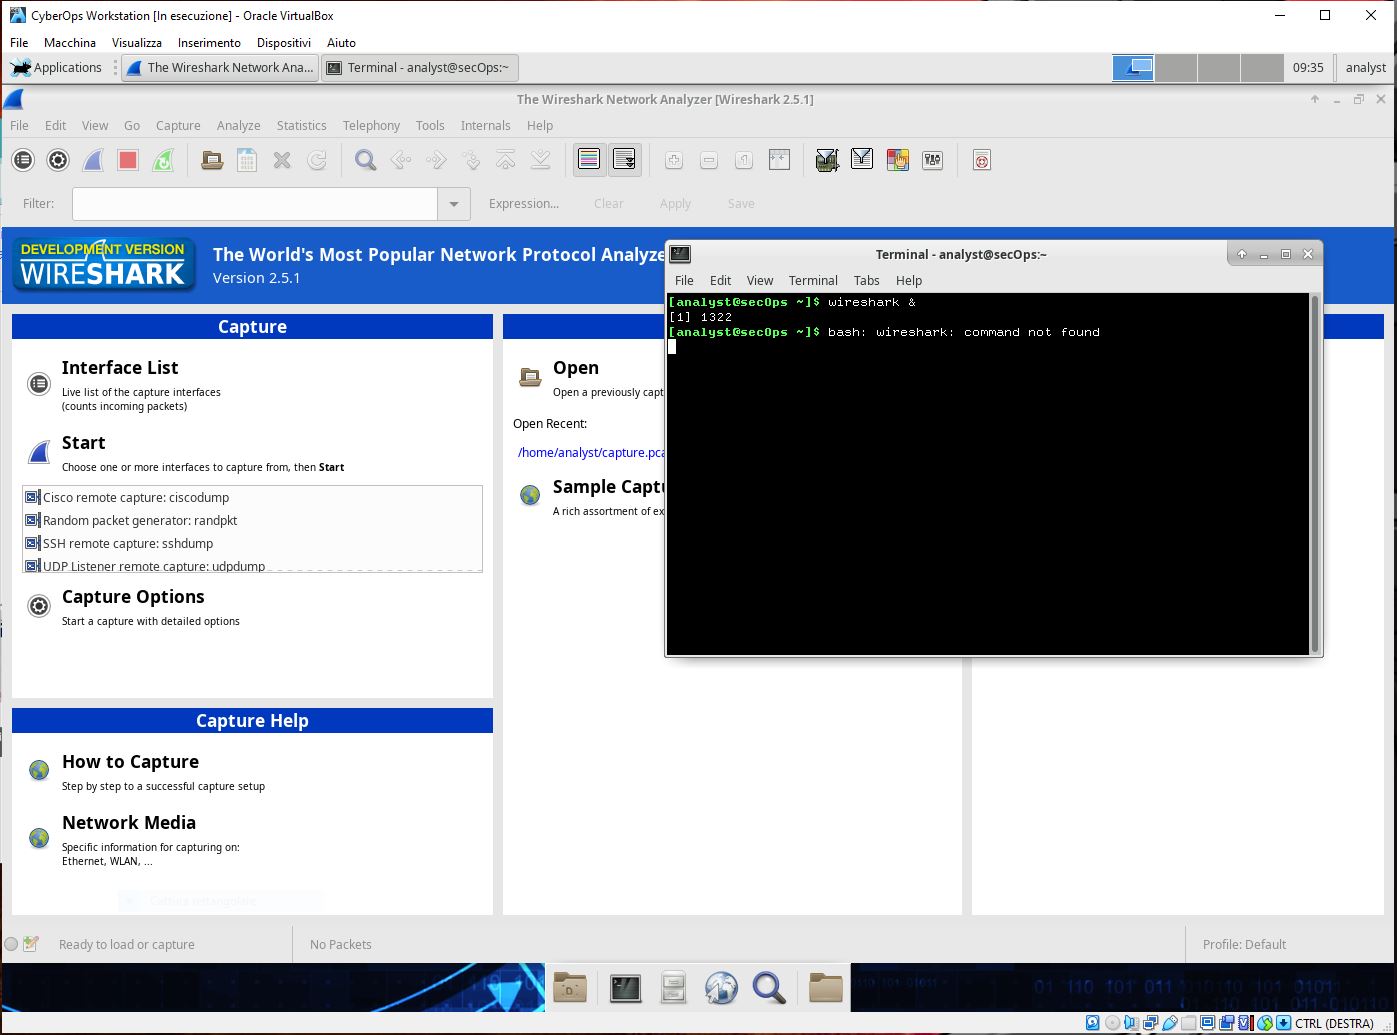 CyberOps Workstation [In esecuzione] - Oracle VirtualBox
File Macchina Visualizza Inserimento Dispositivi Aiuto
Applications The Wireshark Network Ana... Terminal - analyst@secOps:~ 09:35 analyst
The Wireshark Network Analyzer [Wireshark 2.5.1]
File Edit View Go Capture Analyze Statistics Telephony Tools Internals Help
Filter: Expression... Clear Apply Save
DEVELOPMENT VERSION
WIRESHARK
The World's Most Popular Network Protocol Analyze
Version 2.5.1
Capture
Interface List
Live list of the capture interfaces
(counts incoming packets)
Start
Choose one or more interfaces to capture from, then Start
Cisco remote capture: ciscodump
Random packet generator: randpkt
SSH remote capture: sshdump
UDP Listener remote capture: udpdump
Capture Options
Start a capture with detailed options
Capture Help
How to Capture
Step by step to a successful capture setup
Network Media
Specific information for capturing on:
Ethernet, WLAN, ...
Cattura rettangolare
Open
Open a previously capt
Open Recent:
/home/analyst/capture.pca
Sample Captu
A rich assortment of ex
Terminal - analyst@secOps:~
File Edit View Terminal Tabs Help
[analyst@secOps ~]$ wireshark &
[1] 1322
[analyst@secOps ~]$ bash: wireshark: command not found
Ready to load or capture No Packets Profile: Default
CTRL (DESTRA)